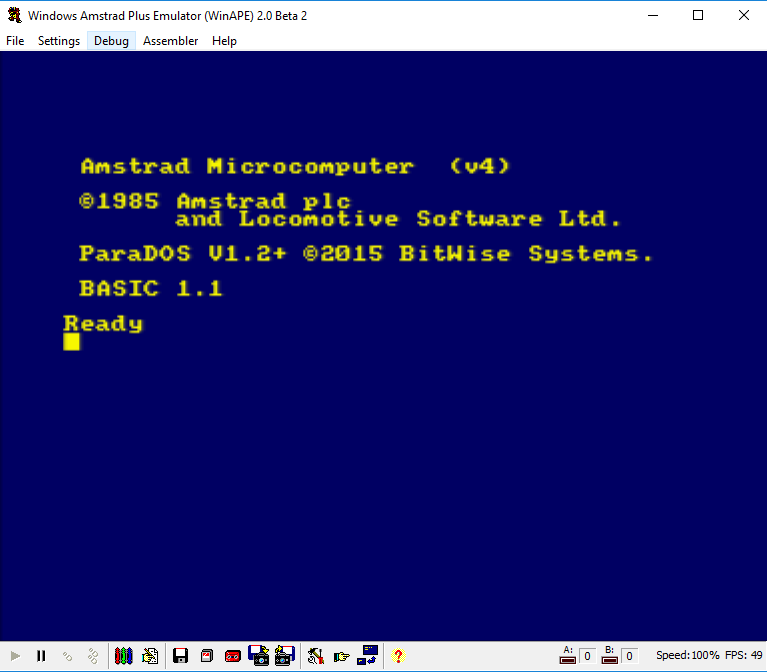 Windows Amstrad Plus Emulator (WinAPE) 2.0 Beta 2
File Settings Debug Assembler Help
Amstrad Microcomputer (v4)
©1985 Amstrad plc
and Locomotive Software Ltd.
ParaDOS V1.2+ ©2015 BitWise Systems.
BASIC 1.1
Ready
A: 0 B: 0 Speed:100% FPS: 49